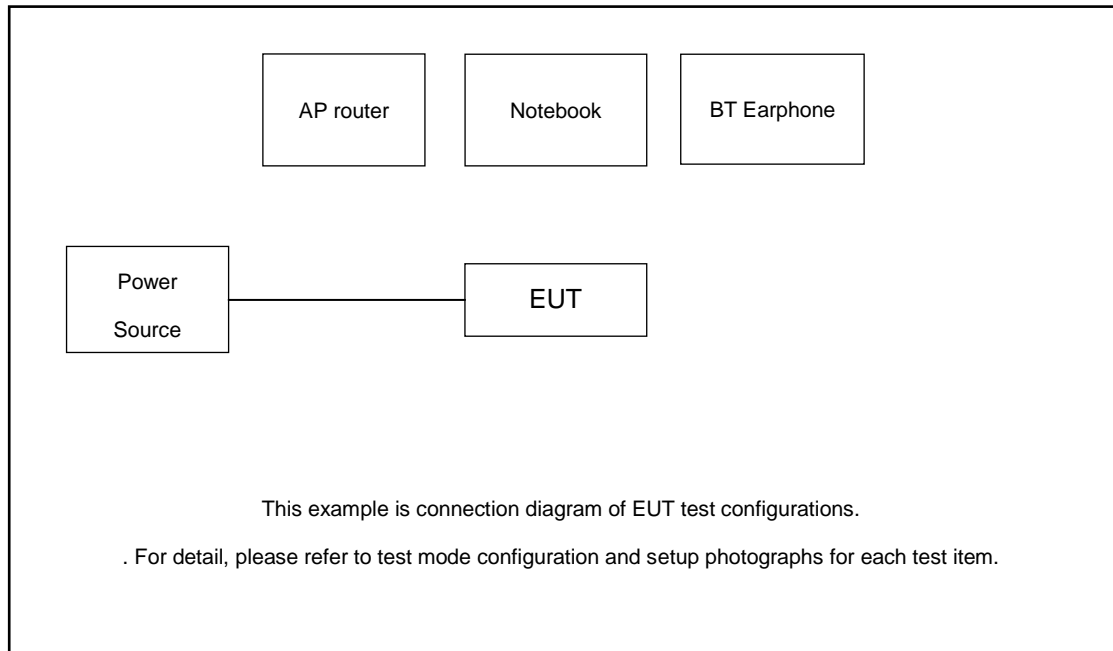 AP router
Notebook
BT Earphone
Power
Source
EUT
This example is connection diagram of EUT test configurations.
. For detail, please refer to test mode configuration and setup photographs for each test item.